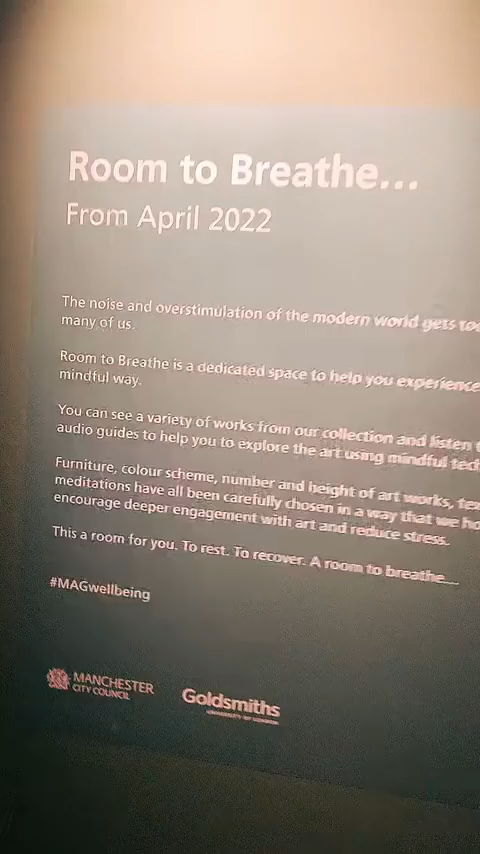 Room to Breathe...
From April 2022
The noise and overstimulation of the modern world gets
many of us.
Room to Breathe is a dedicated space to help you experience
mindful way.
You can see a variety of works from our collection and listen
audio guides to help you to explore the art using mindful
Furniture, colour scheme, number and height of art works,
meditations have all been carefully chosen in a way that we
encourage deeper engagement with art and reduce stress.
This a room for you. To rest. To recover. A room to breathe...
#MAGwellbeing
MANCHESTER
CITY COUNCIL
Goldsmiths
UNIVERSITY OF LONDON